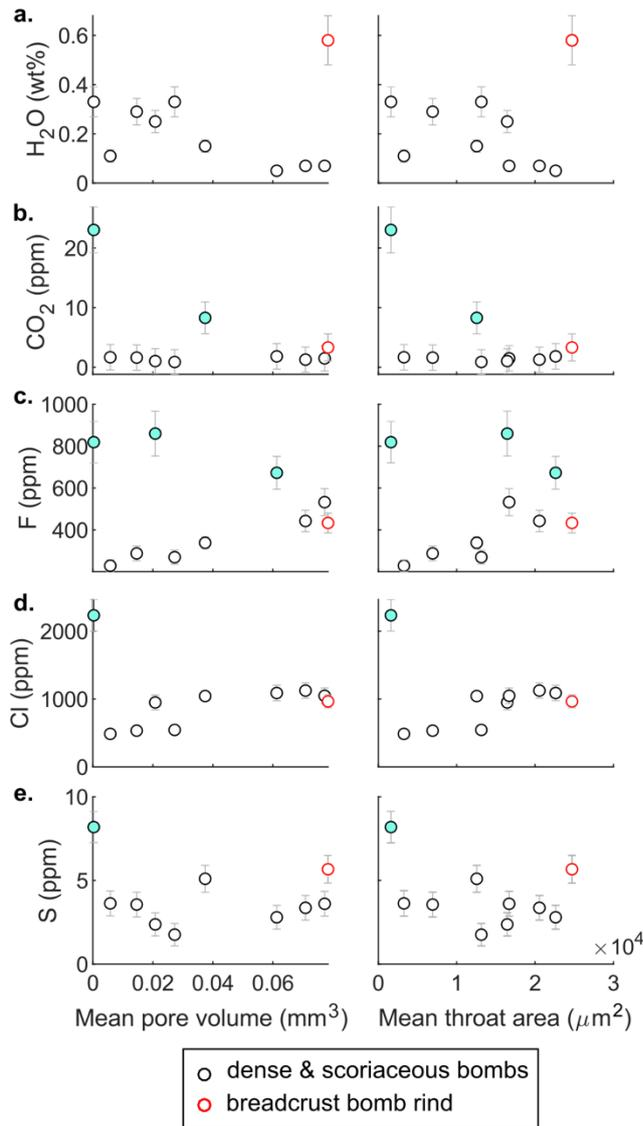 a.
H₂O (wt%)
0.6
0.4
0.2
0
b.
CO₂ (ppm)
20
10
0
c.
F (ppm)
1000
800
600
400
d.
Cl (ppm)
2000
1000
0
e.
S (ppm)
10
5
0
0 0.02 0.04 0.06
Mean pore volume (mm³)
×10⁴
0 1 2 3
Mean throat area (μm²)
dense & scoriaceous bombs
breadcrust bomb rind